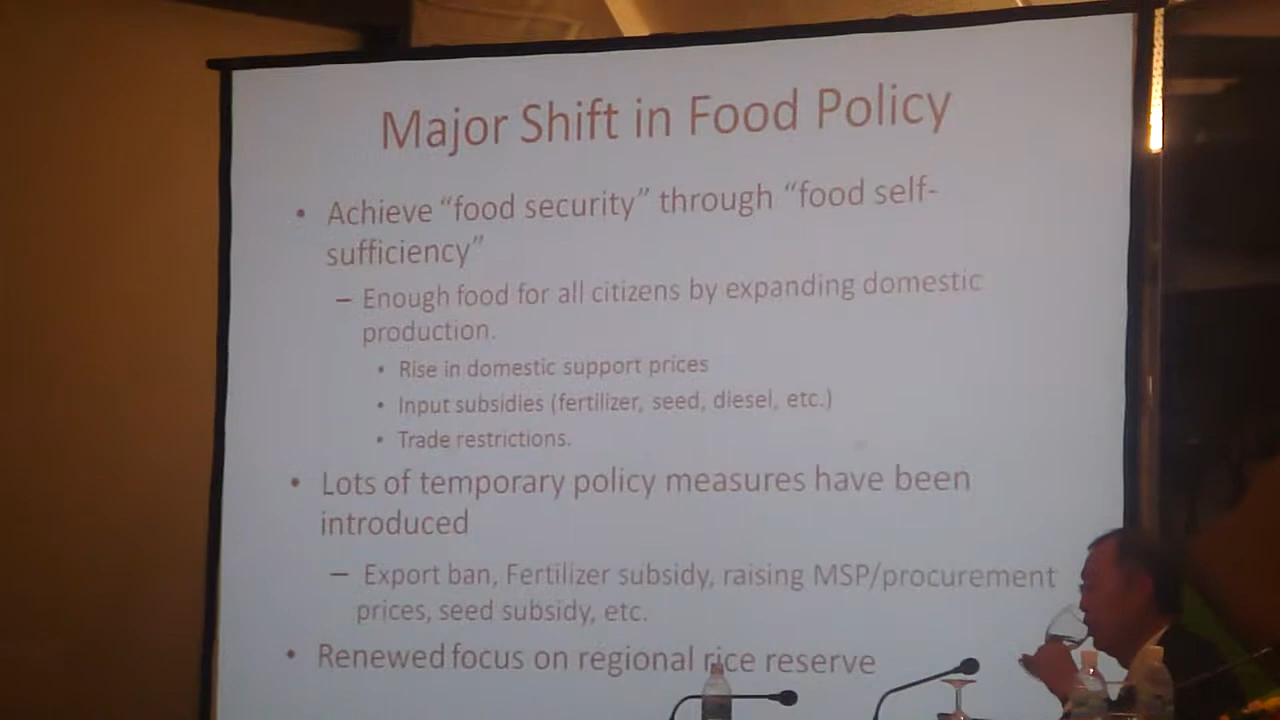 Major Shift in Food Policy
• Achieve “food security” through “food self-
sufficiency”
– Enough food for all citizens by expanding domestic
production.
• Rise in domestic support prices
• Input subsidies (fertilizer, seed, diesel, etc.)
• Trade restrictions.
• Lots of temporary policy measures have been
introduced
– Export ban, Fertilizer subsidy, raising MSP/procurement
prices, seed subsidy, etc.
• Renewed focus on regional rice reserve